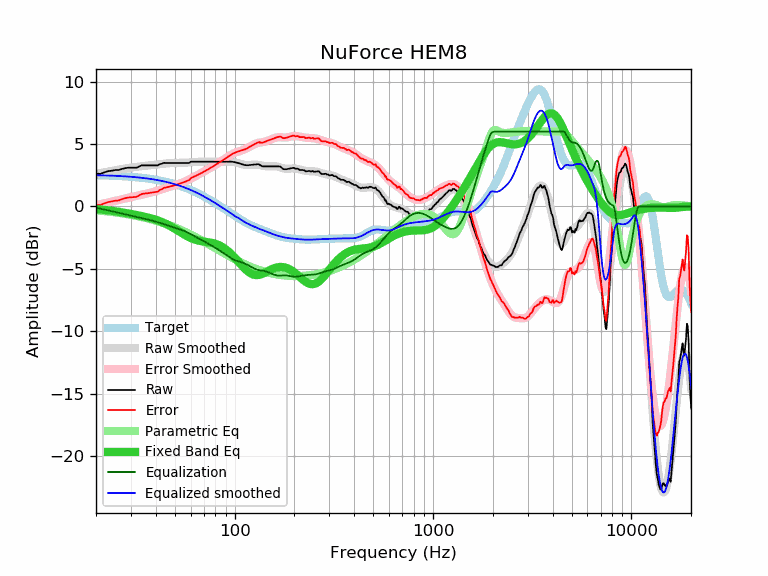 NuForce HEM8
10
5
0
−5
−10
−15
−20
Amplitude (dBr)
Target
Raw Smoothed
Error Smoothed
Raw
Error
Parametric Eq
Fixed Band Eq
Equalization
Equalized smoothed
100
1000
10000
Frequency (Hz)